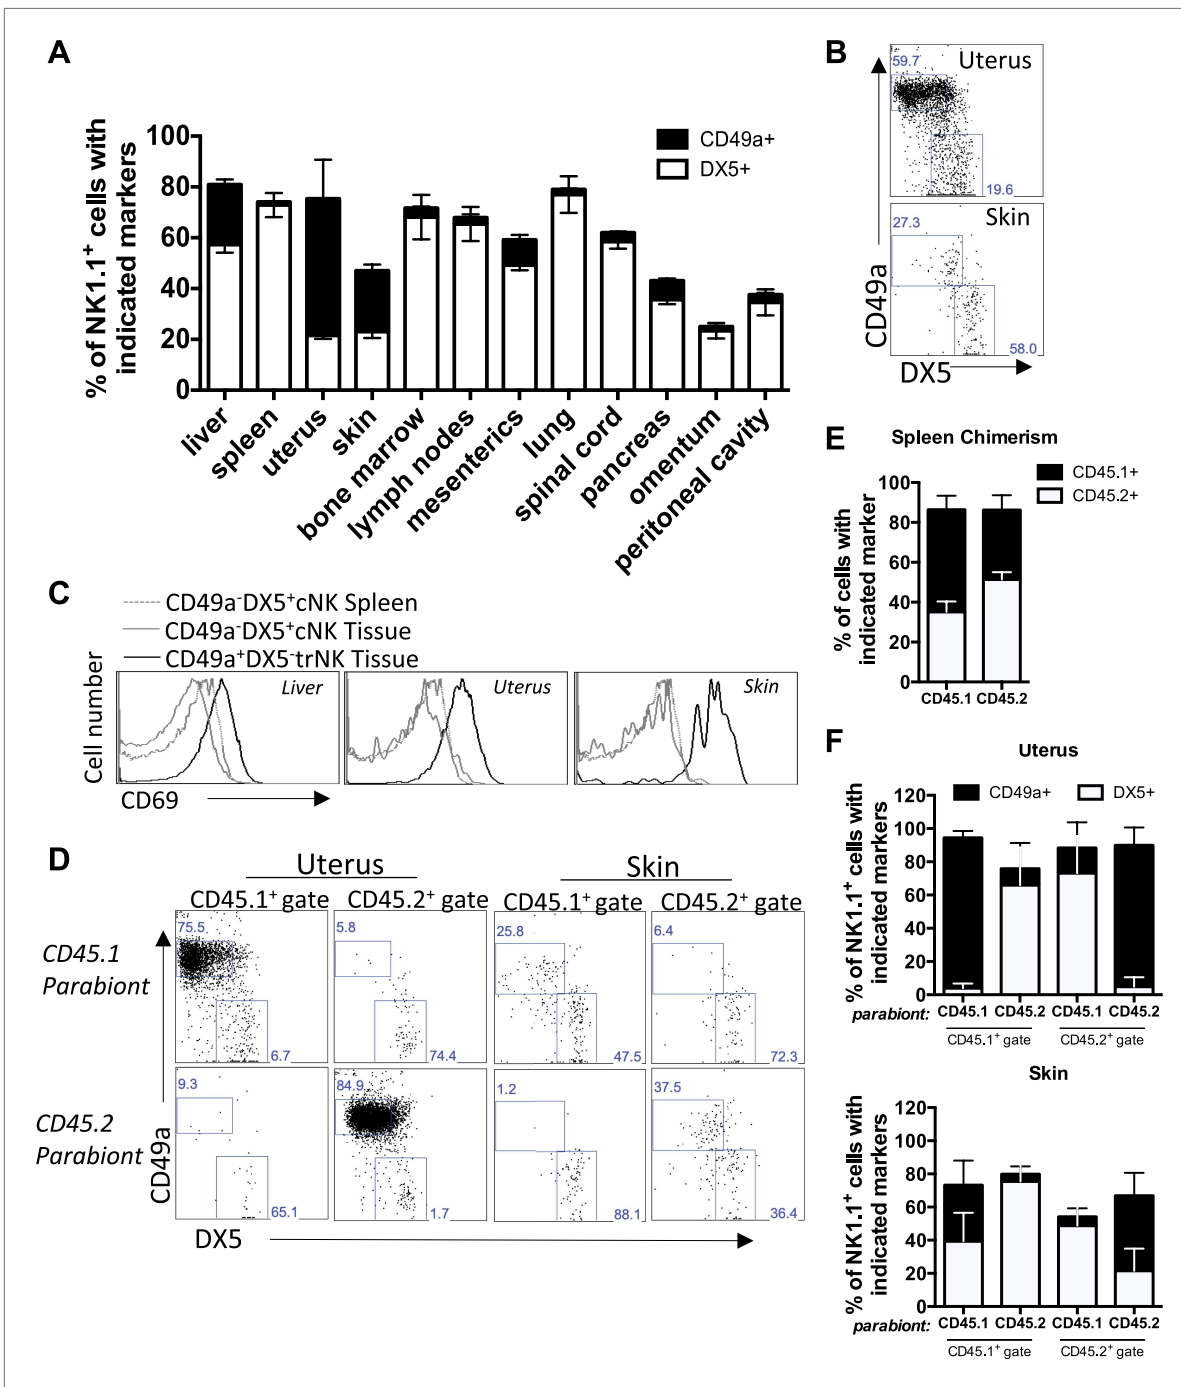 A
% of NK1.1+ cells with
indicated markers
100
80
60
40
20
0
CD49a+
DX5+
liver
spleen
uterus
skin
bone marrow
lymph nodes
mesenterics
lung
spinal cord
pancreas
omentum
peritoneal cavity
B
59.7
Uterus
19.6
27.3
Skin
58.0
CD49a
DX5
C
CD49a-DX5+cNK Spleen
CD49a-DX5+cNK Tissue
CD49a+DX5-trNK Tissue
Cell number
Liver
Uterus
Skin
CD69
D
Uterus
Skin
CD45.1+ gate
CD45.2+ gate
CD45.1+ gate
CD45.2+ gate
CD45.1
Parabiont
75.5
6.7
5.8
74.4
25.8
47.5
6.4
72.3
CD45.2
Parabiont
9.3
65.1
84.9
1.7
1.2
88.1
37.5
36.4
CD49a
DX5
E
Spleen Chimerism
CD45.1+
CD45.2+
% of cells with
indicated marker
100
80
60
40
20
0
CD45.1 CD45.2
F
Uterus
CD49a+
DX5+
% of NK1.1+ cells with
indicated markers
120
100
80
60
40
20
0
parabiont: CD45.1 CD45.2 CD45.1 CD45.2
CD45.1+ gate
CD45.2+ gate
Skin
% of NK1.1+ cells with
indicated markers
120
100
80
60
40
20
0
parabiont: CD45.1 CD45.2 CD45.1 CD45.2
CD45.1+ gate
CD45.2+ gate